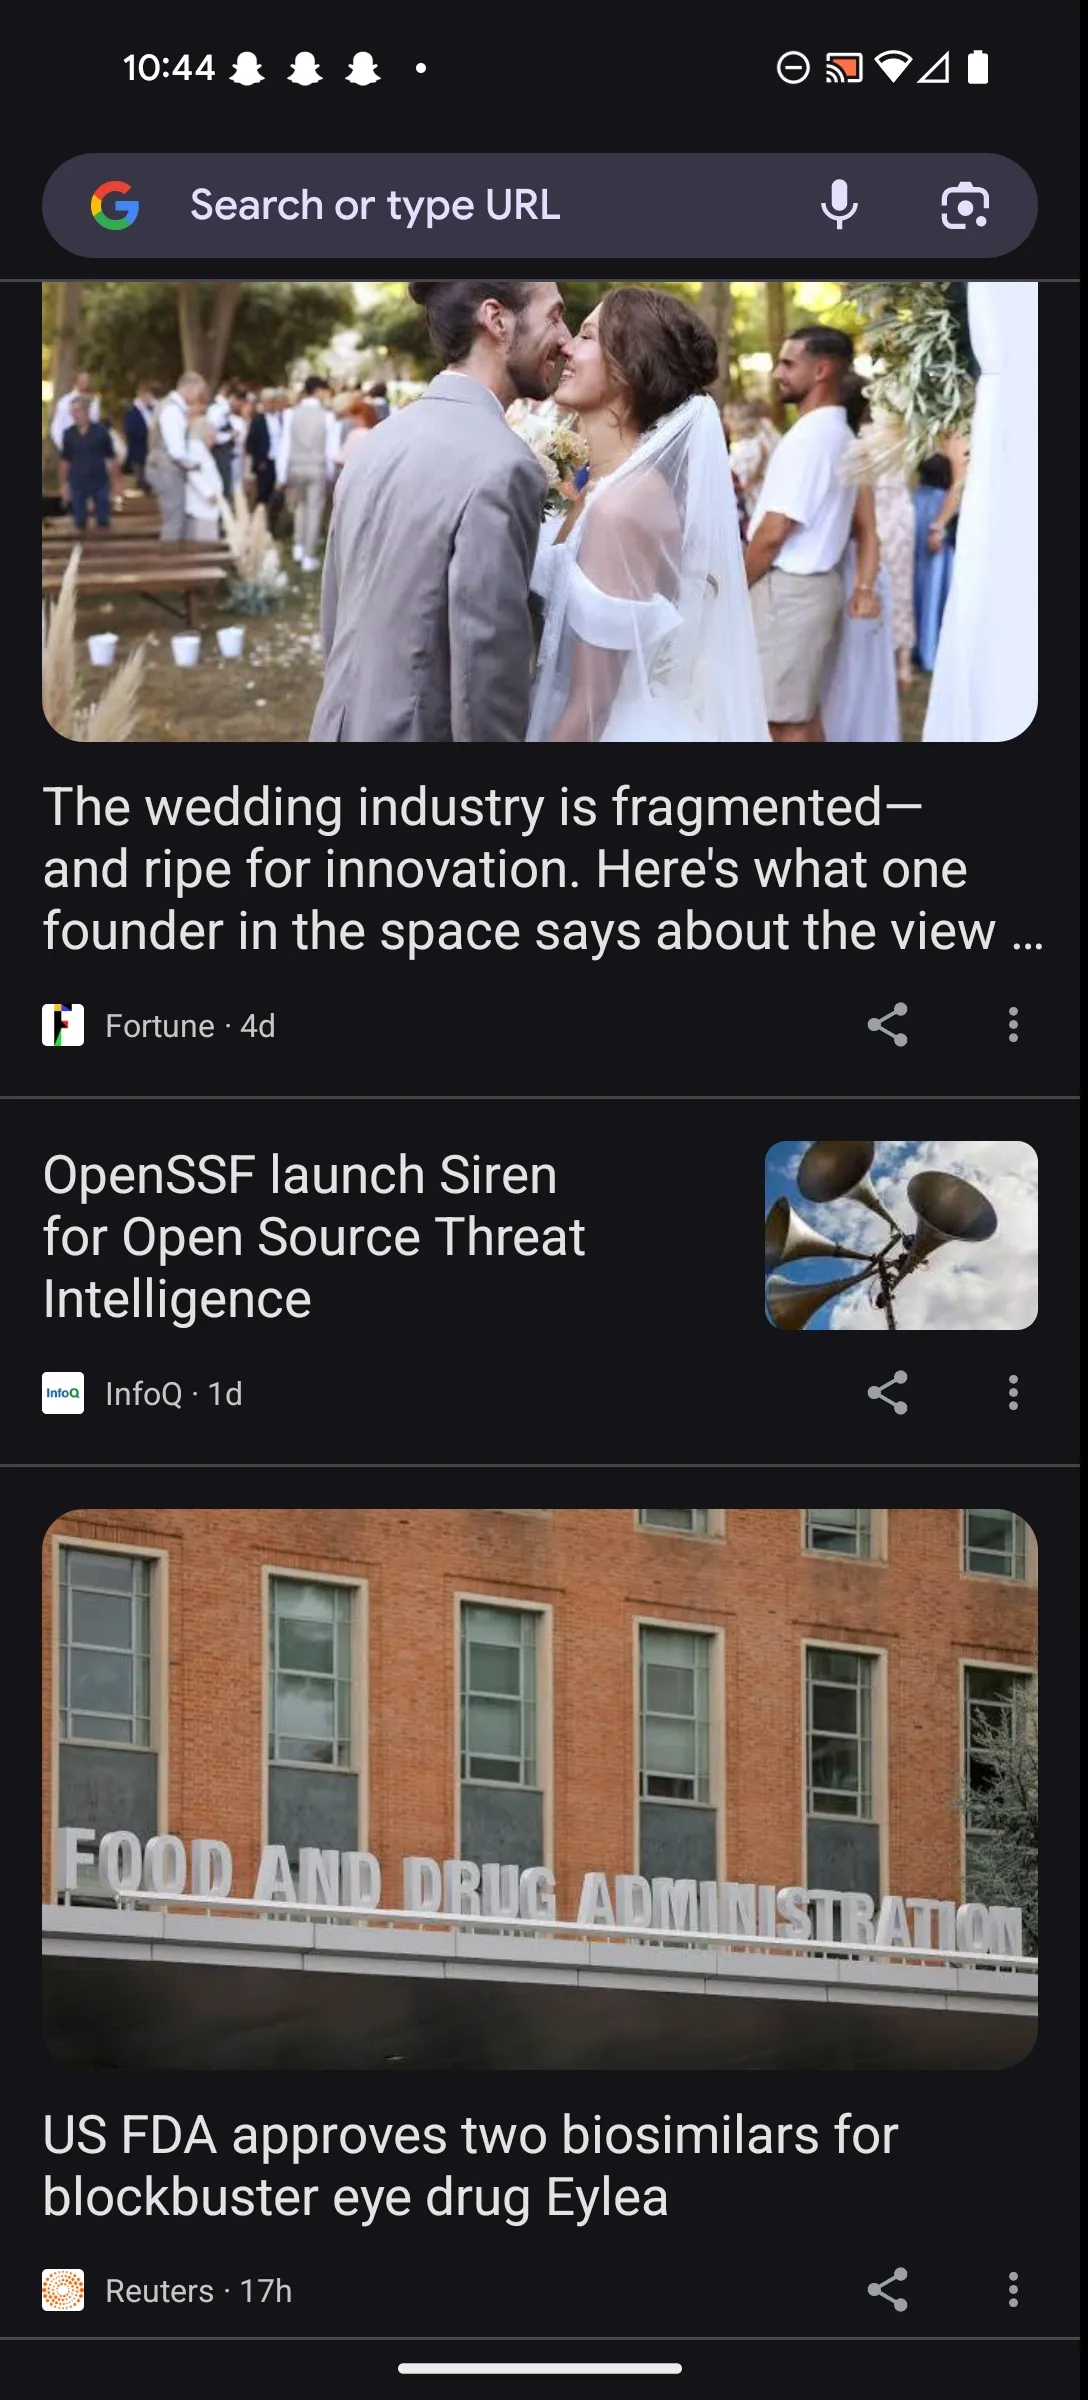 10:44
Search or type URL
The wedding industry is fragmented—
and ripe for innovation. Here's what one
founder in the space says about the view ...
F
Fortune · 4d
OpenSSF launch Siren
for Open Source Threat
Intelligence
InfoQ
InfoQ · 1d
FOOD AND DRUG ADMINISTRATION
US FDA approves two biosimilars for
blockbuster eye drug Eylea
Reuters · 17h